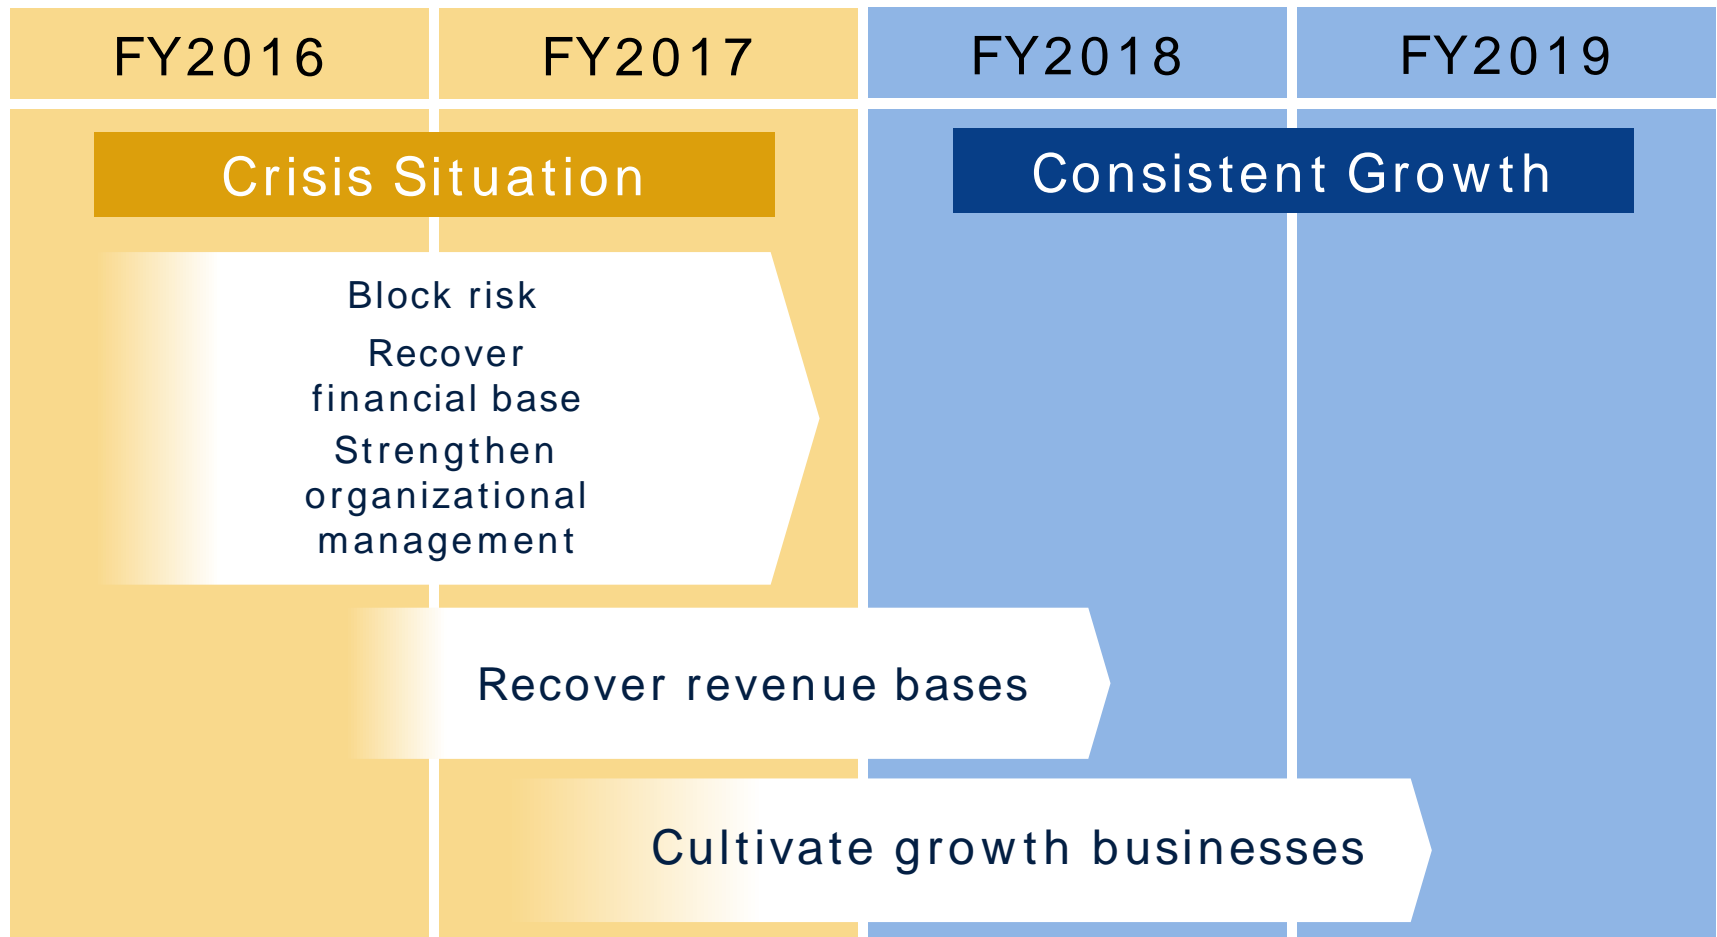 FY2016
FY2017
FY2018
FY2019
Crisis Situation
Consistent Growth
Block risk
Recover
financial base
Strengthen
organizational
management
Recover revenue bases
Cultivate growth businesses